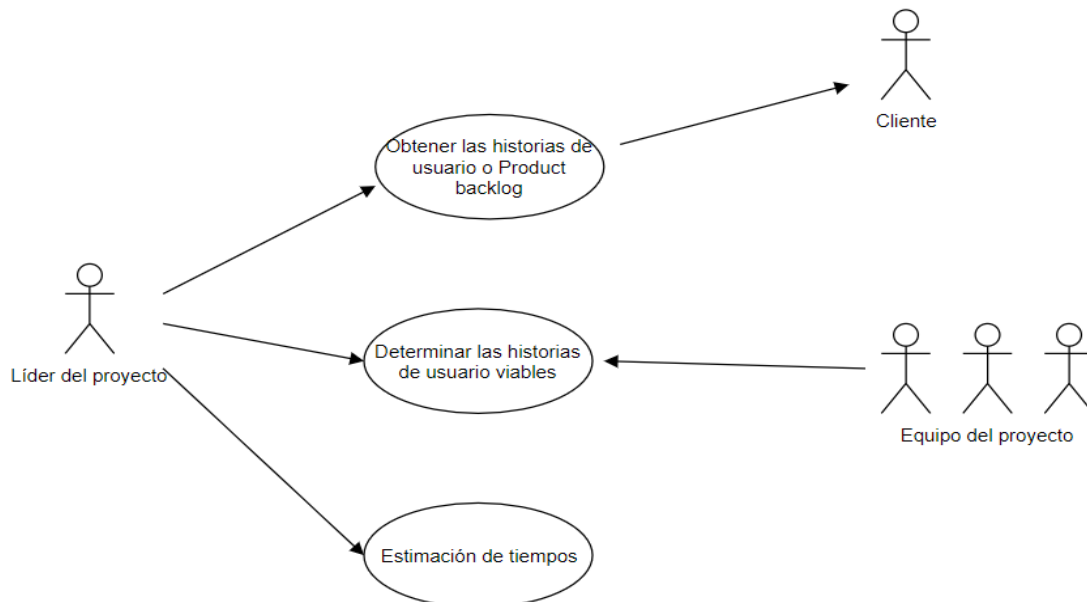 Cliente
Obtener las historias de
usuario o Product
backlog
Líder del proyecto
Determinar las historias
de usuario viables
Equipo del proyecto
Estimación de tiempos